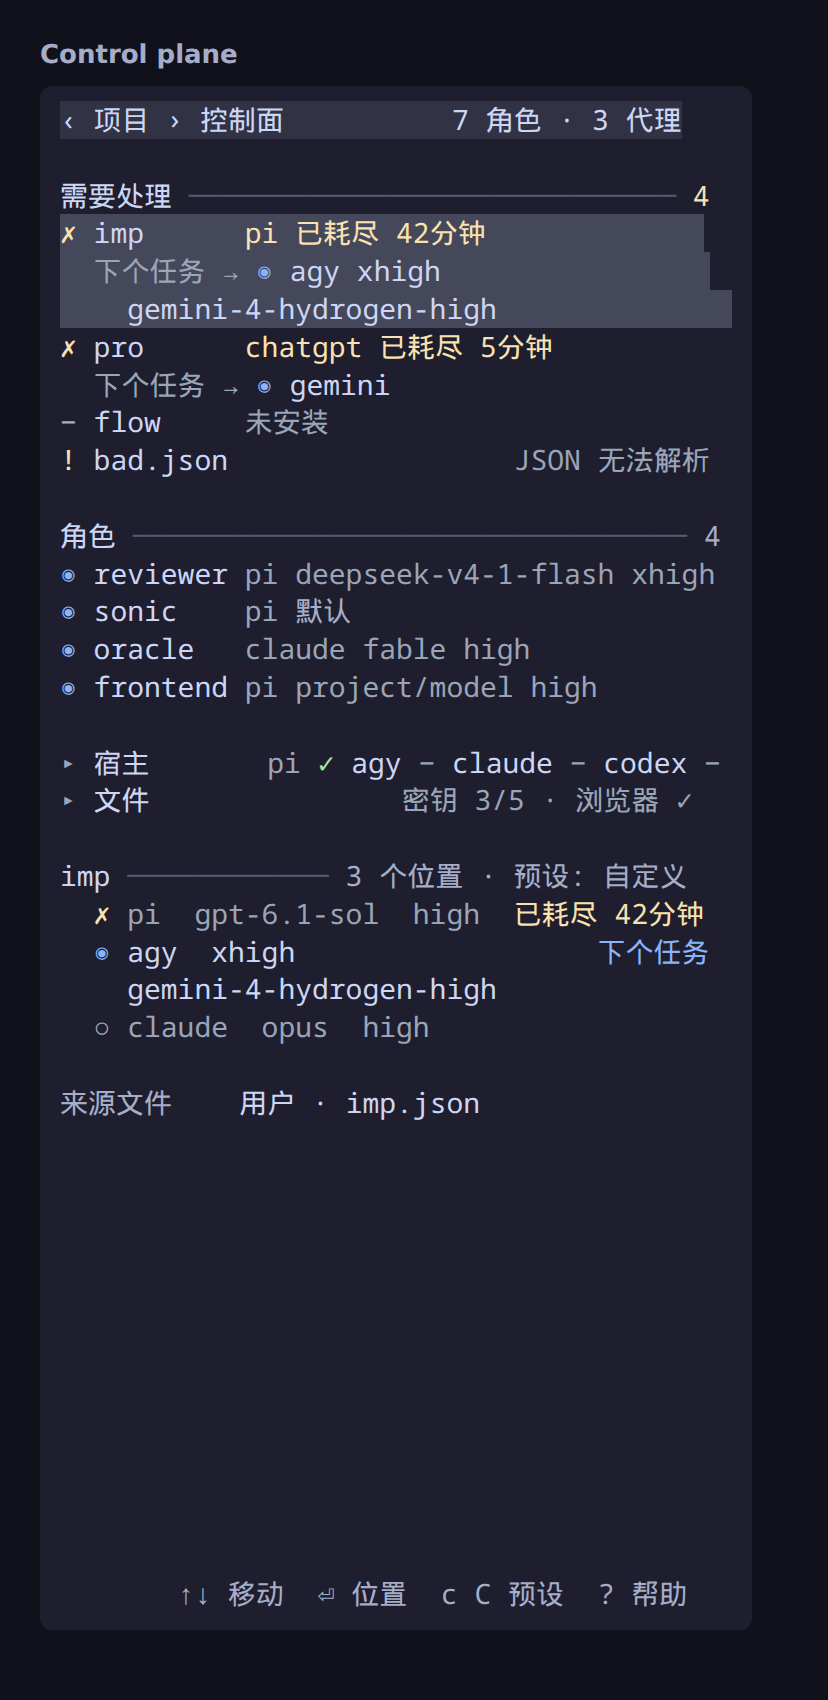 Control plane
‹ 项目 › 控制面 7 角色 · 3 代理
需要处理 ───────────────────────────── 4
✗ imp pi 已耗尽 42分钟
下个任务 → ◉ agy xhigh
gemini-4-hydrogen-high
✗ pro chatgpt 已耗尽 5分钟
下个任务 → ◉ gemini
− flow 未安装
! bad.json JSON 无法解析
角色 ───────────────────────────────── 4
◉ reviewer pi deepseek-v4-1-flash xhigh
◉ sonic pi 默认
◉ oracle claude fable high
◉ frontend pi project/model high
▸ 宿主 pi ✓ agy − claude − codex −
▸ 文件 密钥 3/5 · 浏览器 ✓
imp ──────────── 3 个位置 · 预设: 自定义
✗ pi gpt-6.1-sol high 已耗尽 42分钟
◉ agy xhigh 下个任务
gemini-4-hydrogen-high
○ claude opus high
来源文件 用户 · imp.json
↑↓ 移动 ⏎ 位置 c C 预设 ? 帮助